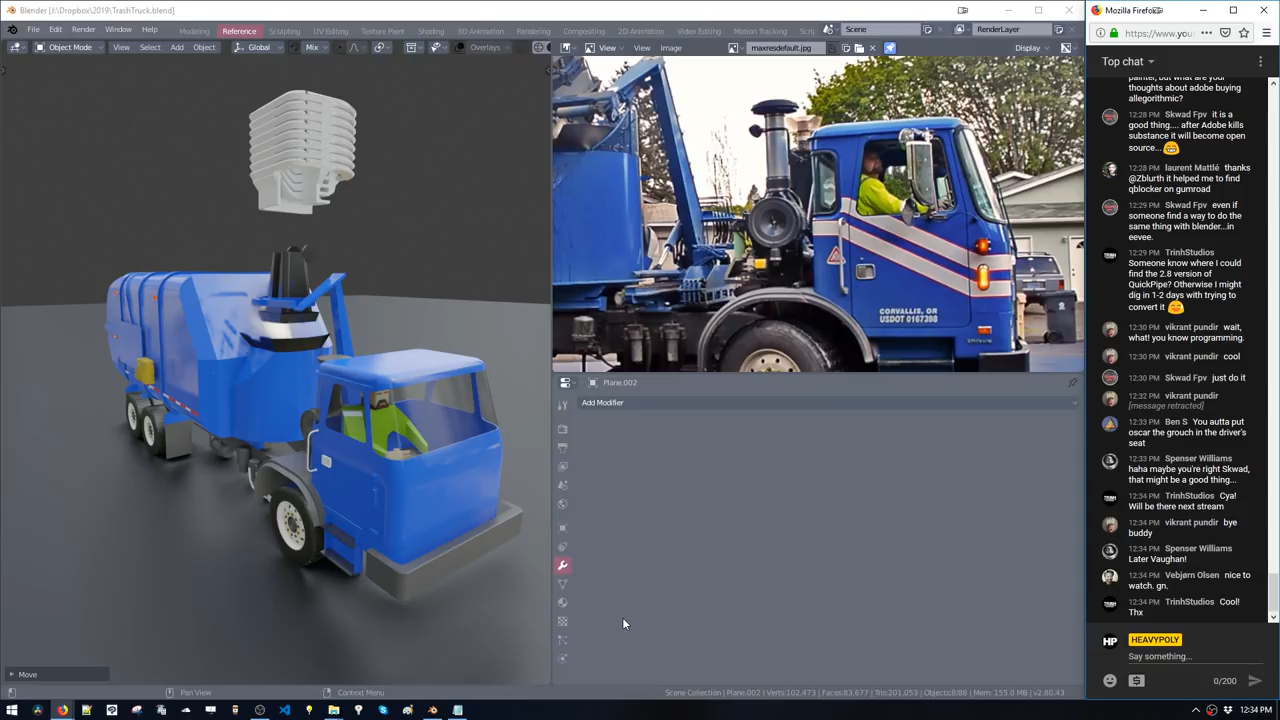 Blender [J:\Dropbox\2019\TrashTruck.blend]
File Edit Render Window Help Modeling Reference Sculpting UV Editing Texture Paint Shading 3D Animation Rendering Compositing 2D Animation Video Editing Motion Tracking Scene RenderLayer
Object Mode View Select Add Object Global Mix Overlays
View View Image maxresdefault.jpg Display
CORVALLIS, OR
USDOT 0167398
Plane.002
Add Modifier
Move
Pan View Context Menu
Scene Collection | Plane.002 | Verts:102,473 | Faces:83,677 | Tris:201,053 | Objects:8/88 | Mem: 155.0 MB | v2.80.43
Mozilla Firefox
https://www.you
Top chat
painter, but what are your
thoughts about adobe buying
allegorithmic?
12:28 PM Skwad Fpv it is a
good thing.... after Adobe kills
substance it will become open
source...
12:28 PM laurent Mattlé thanks
@Zblurth it helped me to find
qblocker on gumroad
12:29 PM Skwad Fpv even if
someone find a way to do the
same thing with blender...in
eevee.
12:29 PM TrinhStudios
Someone know where I could
find the 2.8 version of
QuickPipe? Otherwise I might
dig in 1-2 days with trying to
convert it
12:30 PM vikrant pundir wait,
what! you know programming.
12:30 PM vikrant pundir cool
12:30 PM Skwad Fpv just do it
12:32 PM vikrant pundir
[message retracted]
12:33 PM Ben S You autta put
oscar the grouch in the driver's
seat
12:33 PM Spenser Williams
haha maybe you're right Skwad,
that might be a good thing...
12:34 PM TrinhStudios Cya!
Will be there next stream
12:34 PM vikrant pundir bye
buddy
12:34 PM Spenser Williams
Later Vaughan!
12:34 PM Vebjørn Olsen nice to
watch. gn.
12:34 PM TrinhStudios Cool!
Thx
HP HEAVYPOLY
Say something...
0/200
12:34 PM